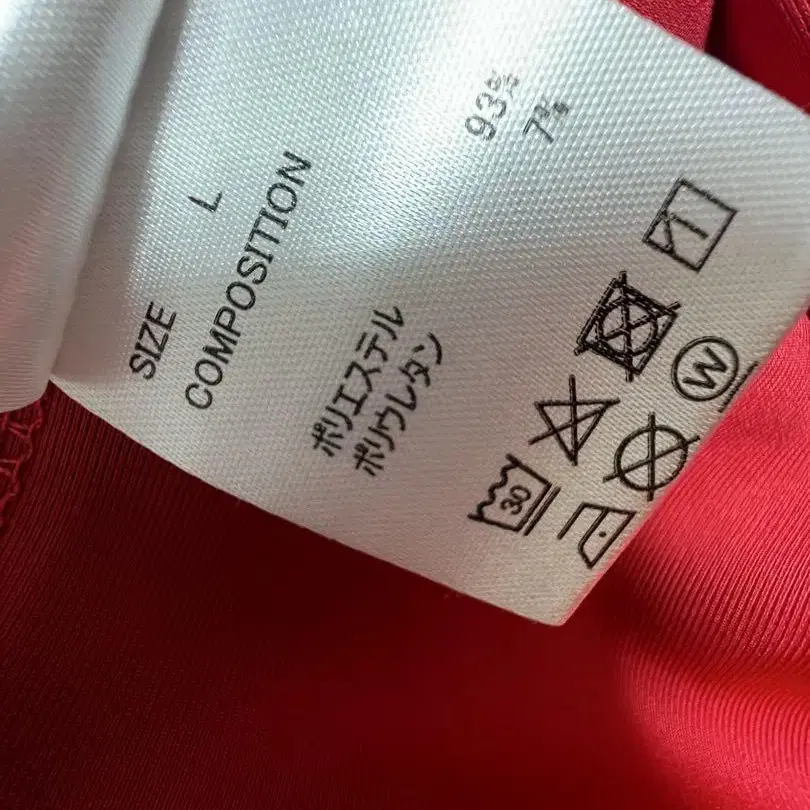 SIZE L
COMPOSITION
ポリエステル 93%
ポリウレタン 7%
30
W